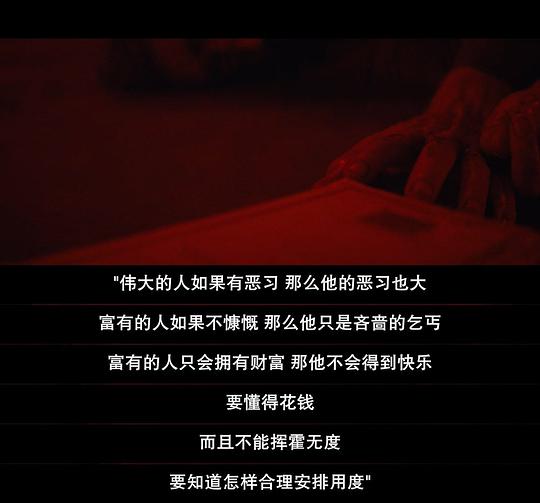 "伟大的人如果有恶习 那么他的恶习也大
富有的人如果不慷慨 那么他只是吝啬的乞丐
富有的人只会拥有财富 那他不会得到快乐
要懂得花钱
而且不能挥霍无度
要知道怎样合理安排用度"